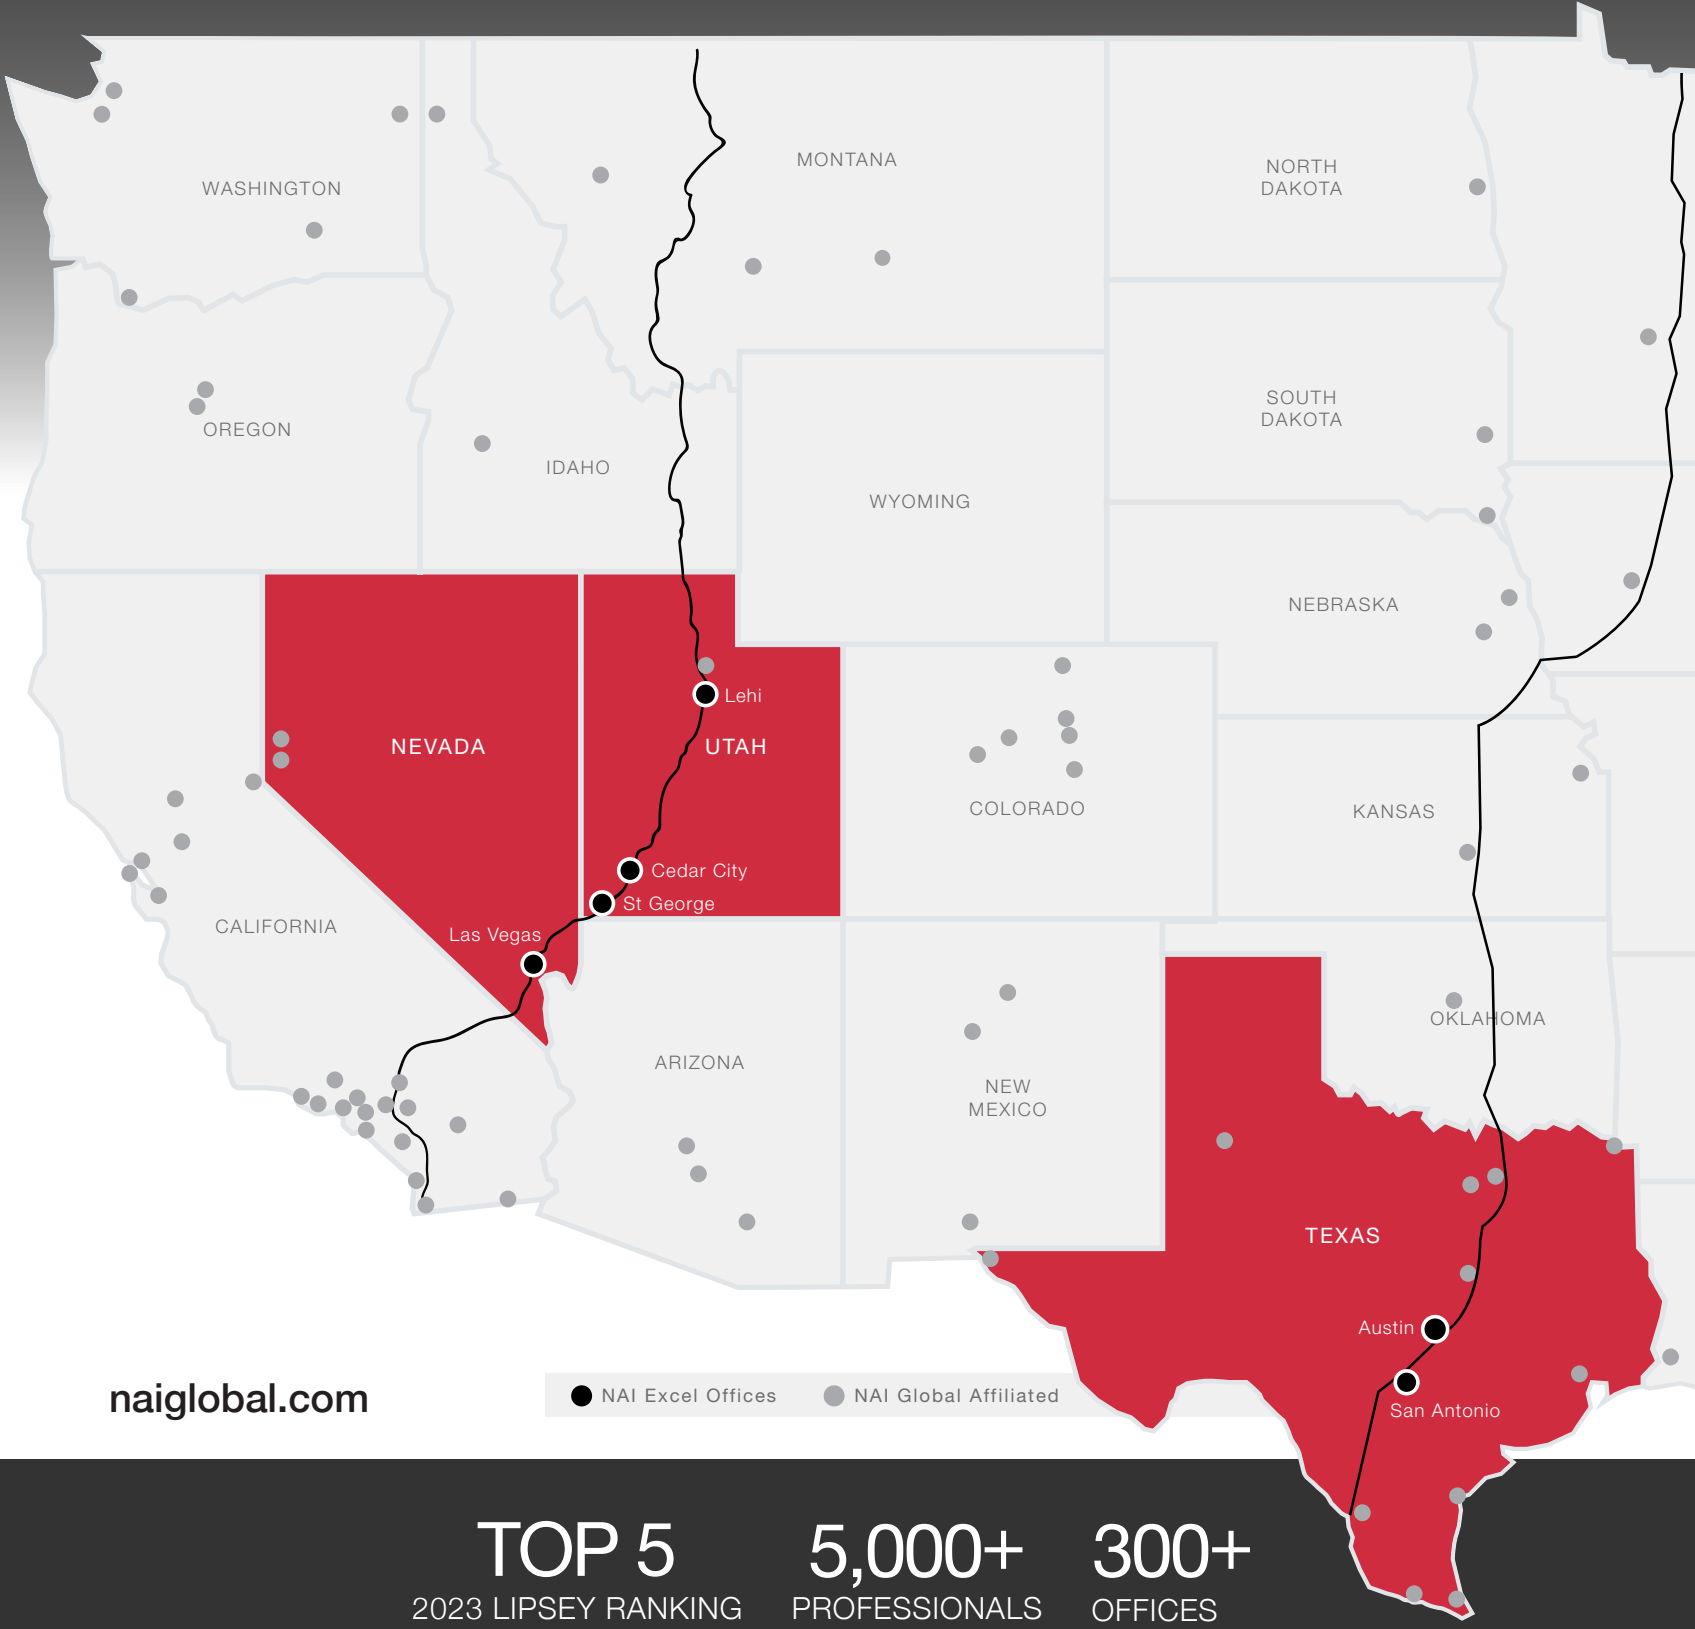 MONTANA
NORTH
DAKOTA
WASHINGTON
SOUTH
DAKOTA
OREGON
IDAHO
WYOMING
NEBRASKA
Lehi
NEVADA
UTAH
COLORADO
KANSAS
Cedar City
St George
CALIFORNIA
Las Vegas
OKLAHOMA
ARIZONA
NEW
MEXICO
TEXAS
Austin
San Antonio
naiglobal.com
NAI Excel Offices
NAI Global Affiliated
TOP 5
2023 LIPSEY RANKING
5,000+
PROFESSIONALS
300+
OFFICES